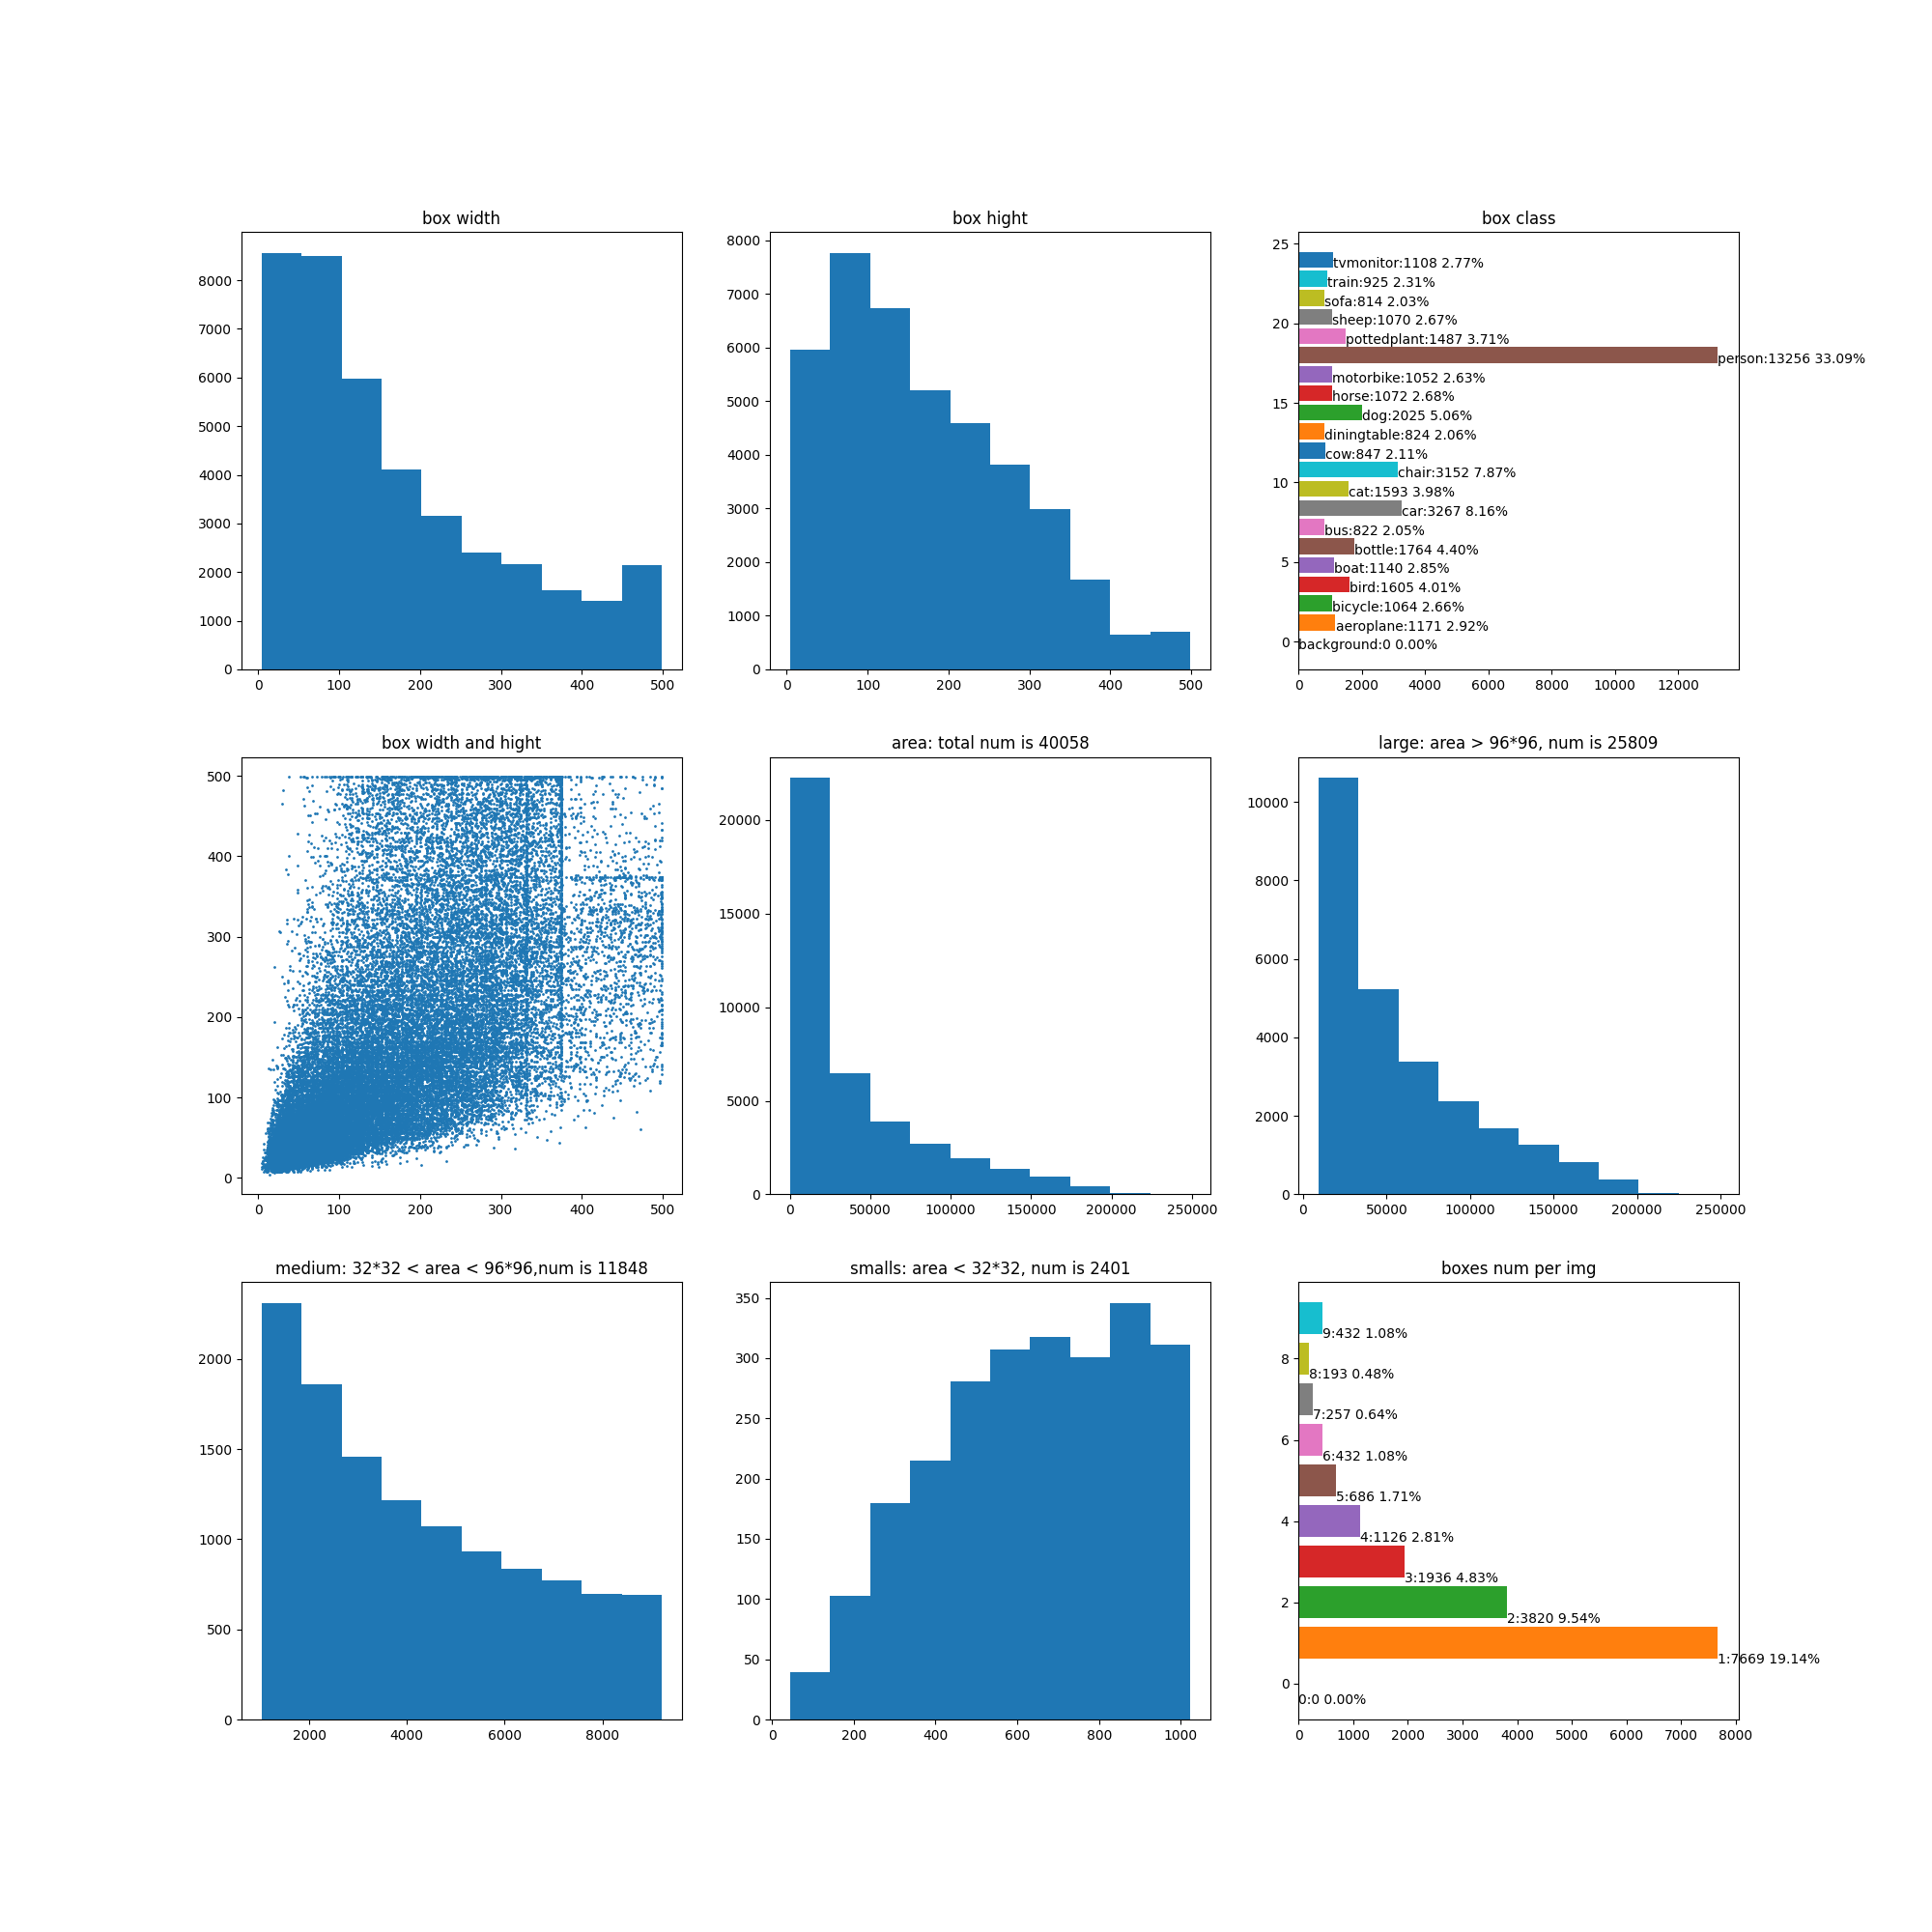 box width
8000
7000
6000
5000
4000
3000
2000
1000
0
0 100 200 300 400 500
box hight
8000
7000
6000
5000
4000
3000
2000
1000
0
0 100 200 300 400 500
box class
25
20
15
10
5
0
tvmonitor:1108 2.77%
train:925 2.31%
sofa:814 2.03%
sheep:1070 2.67%
pottedplant:1487 3.71%
person:13256 33.09%
motorbike:1052 2.63%
horse:1072 2.68%
dog:2025 5.06%
diningtable:824 2.06%
cow:847 2.11%
chair:3152 7.87%
cat:1593 3.98%
car:3267 8.16%
bus:822 2.05%
bottle:1764 4.40%
boat:1140 2.85%
bird:1605 4.01%
bicycle:1064 2.66%
aeroplane:1171 2.92%
background:0 0.00%
0 2000 4000 6000 8000 10000 12000
box width and hight
500
400
300
200
100
0
0 100 200 300 400 500
area: total num is 40058
20000
15000
10000
5000
0
0 50000 100000 150000 200000 250000
large: area > 96*96, num is 25809
10000
8000
6000
4000
2000
0
0 50000 100000 150000 200000 250000
medium: 32*32 < area < 96*96,num is 11848
2000
1500
1000
500
0
2000 4000 6000 8000
smalls: area < 32*32, num is 2401
350
300
250
200
150
100
50
0
0 200 400 600 800 1000
boxes num per img
8
6
4
2
0
9:432 1.08%
8:193 0.48%
7:257 0.64%
6:432 1.08%
5:686 1.71%
4:1126 2.81%
3:1936 4.83%
2:3820 9.54%
1:7669 19.14%
0:0 0.00%
0 1000 2000 3000 4000 5000 6000 7000 8000